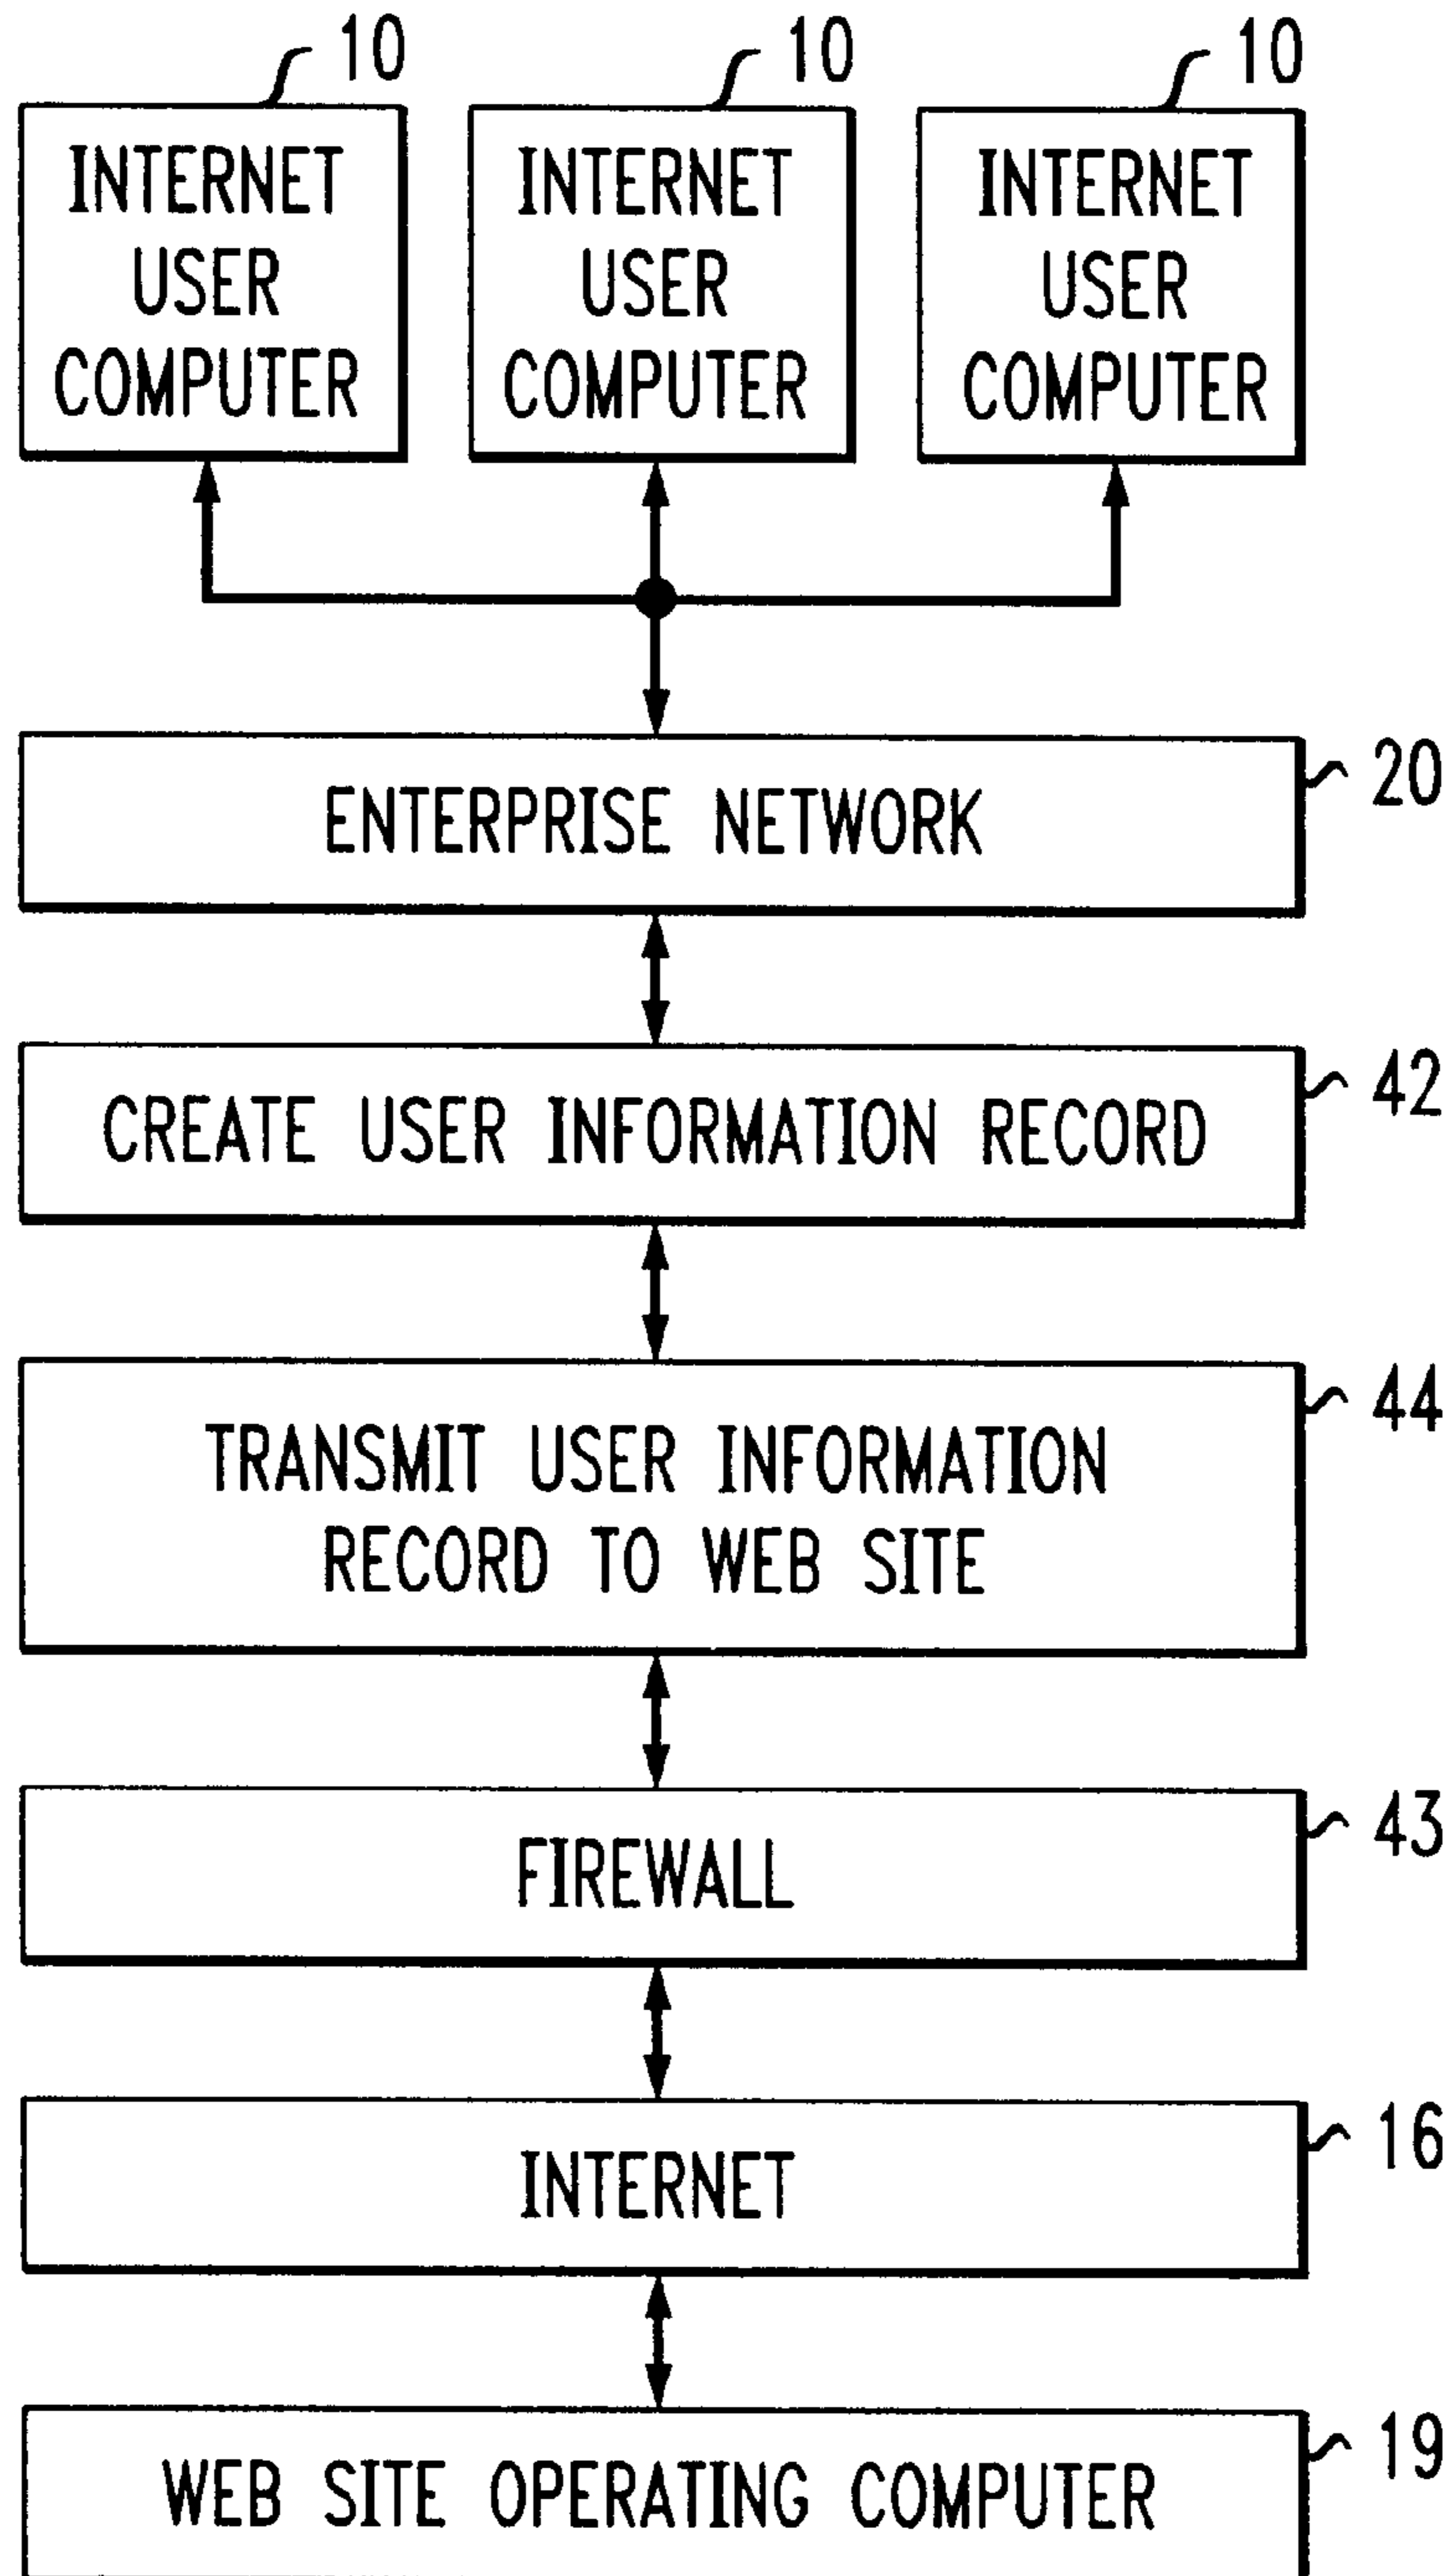 10 10 10
INTERNET INTERNET INTERNET
USER USER USER
COMPUTER COMPUTER COMPUTER
20
ENTERPRISE NETWORK
42
CREATE USER INFORMATION RECORD
44
TRANSMIT USER INFORMATION
RECORD TO WEB SITE
43
FIREWALL
16
INTERNET
19
WEB SITE OPERATING COMPUTER